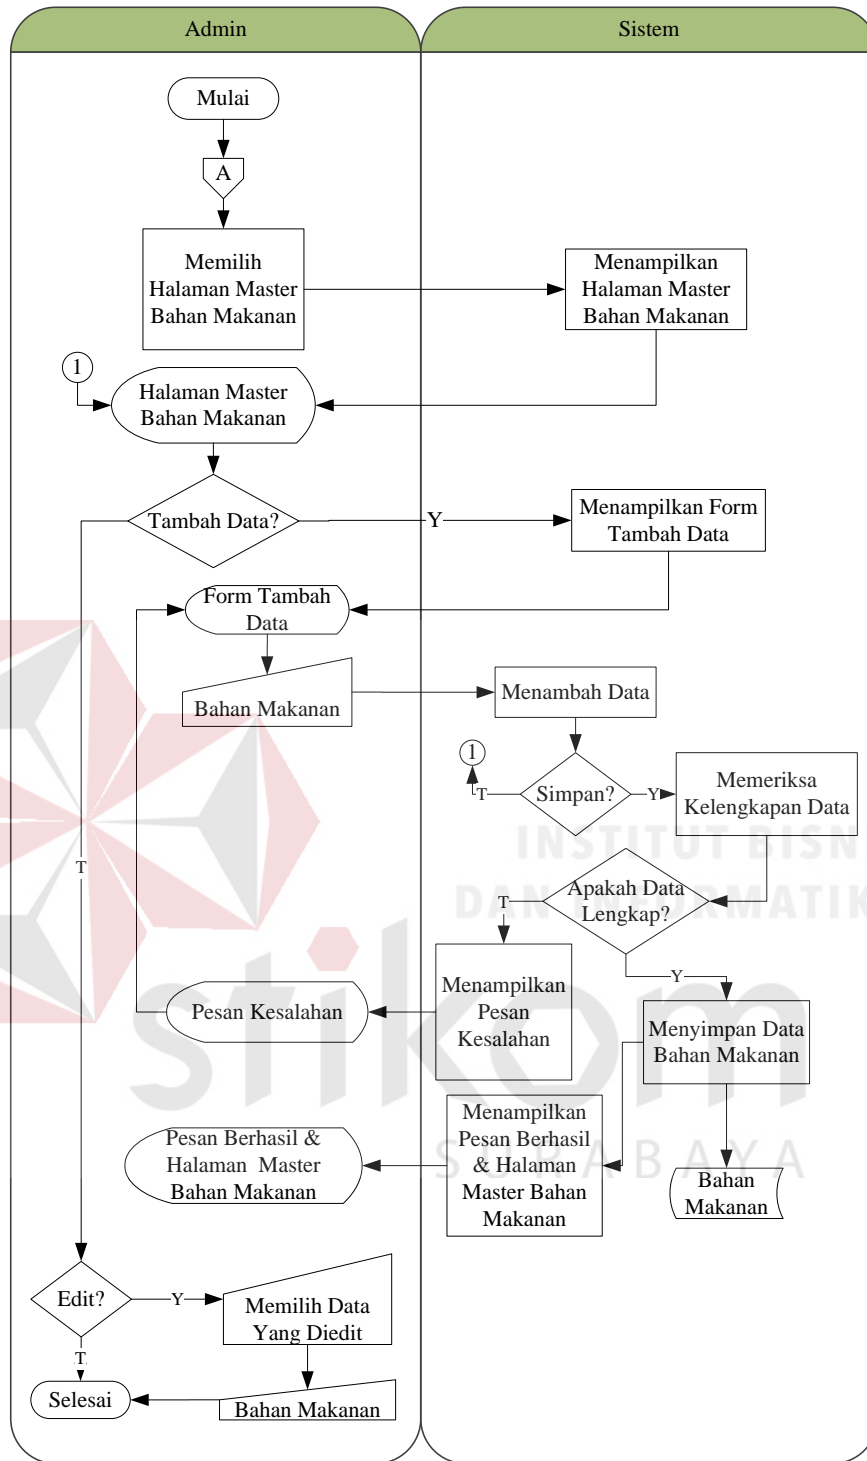 Admin
Sistem
Mulai
A
Memilih
Halaman Master
Bahan Makanan
Menampilkan
Halaman Master
Bahan Makanan
1
Halaman Master
Bahan Makanan
Tambah Data?
Y
Menampilkan Form
Tambah Data
Form Tambah
Data
Bahan Makanan
Menambah Data
1
T
Simpan?
Y
Memeriksa
Kelengkapan Data
INSTITUT BISNI
DAN INFORMATIK
T
T
Apakah Data
Lengkap?
Y
Pesan Kesalahan
Menampilkan
Pesan
Kesalahan
Menyimpan Data
Bahan Makanan
stikom
SURABAYA
Pesan Berhasil &
Halaman Master
Bahan Makanan
Menampilkan
Pesan Berhasil
& Halaman
Master Bahan
Makanan
Bahan
Makanan
Edit?
Y
Memilih Data
Yang Diedit
T
Selesai
Bahan Makanan